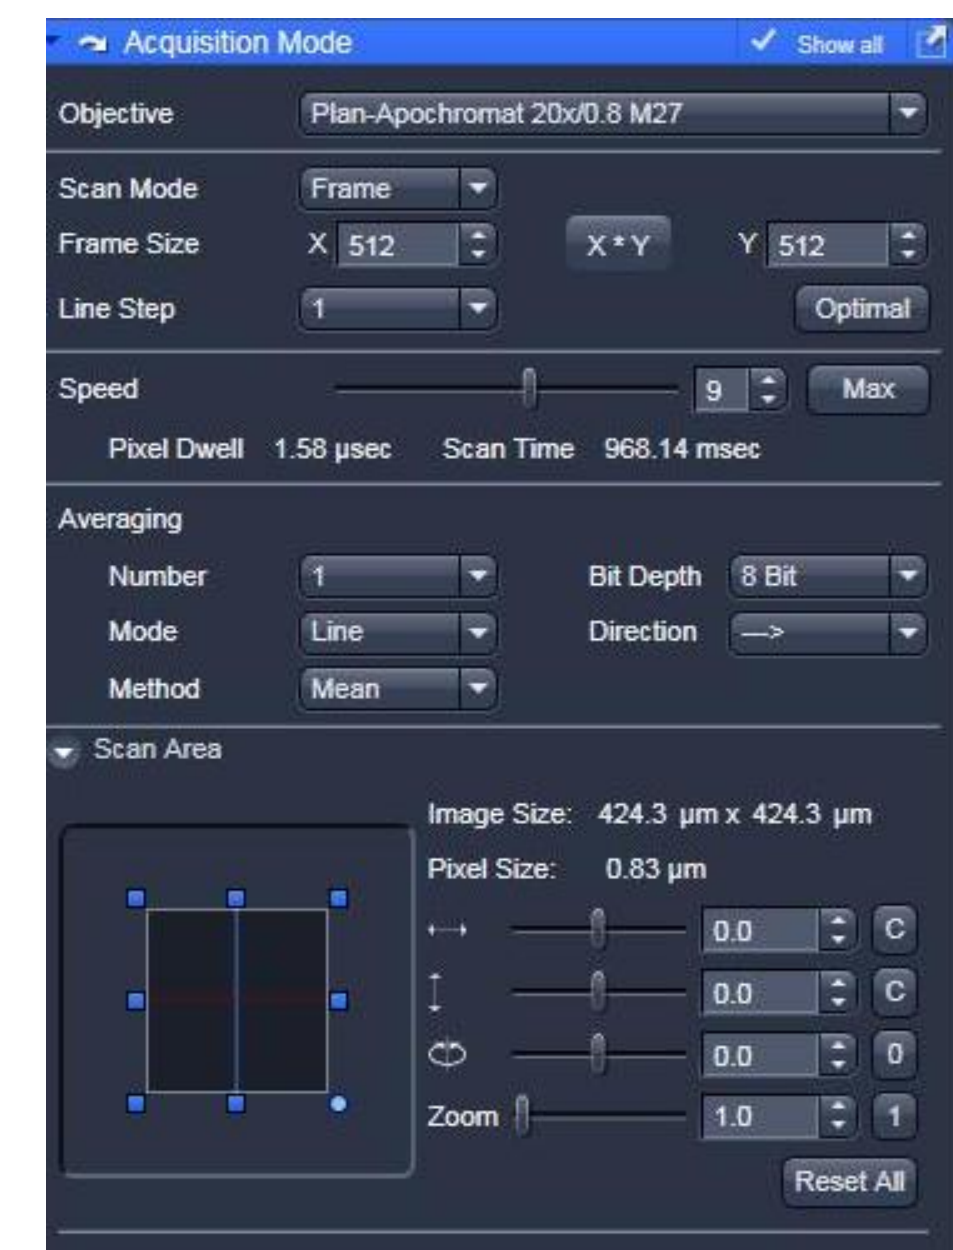 Acquisition Mode Show all
Objective Plan-Apochromat 20x/0.8 M27
Scan Mode Frame
Frame Size X 512 X * Y Y 512
Line Step 1 Optimal
Speed 9 Max
Pixel Dwell 1.58 µsec Scan Time 968.14 msec
Averaging
Number 1 Bit Depth 8 Bit
Mode Line Direction —>
Method Mean
Scan Area
Image Size: 424.3 µm x 424.3 µm
Pixel Size: 0.83 µm
0.0 C
0.0 C
0.0 0
Zoom 1.0 1
Reset All